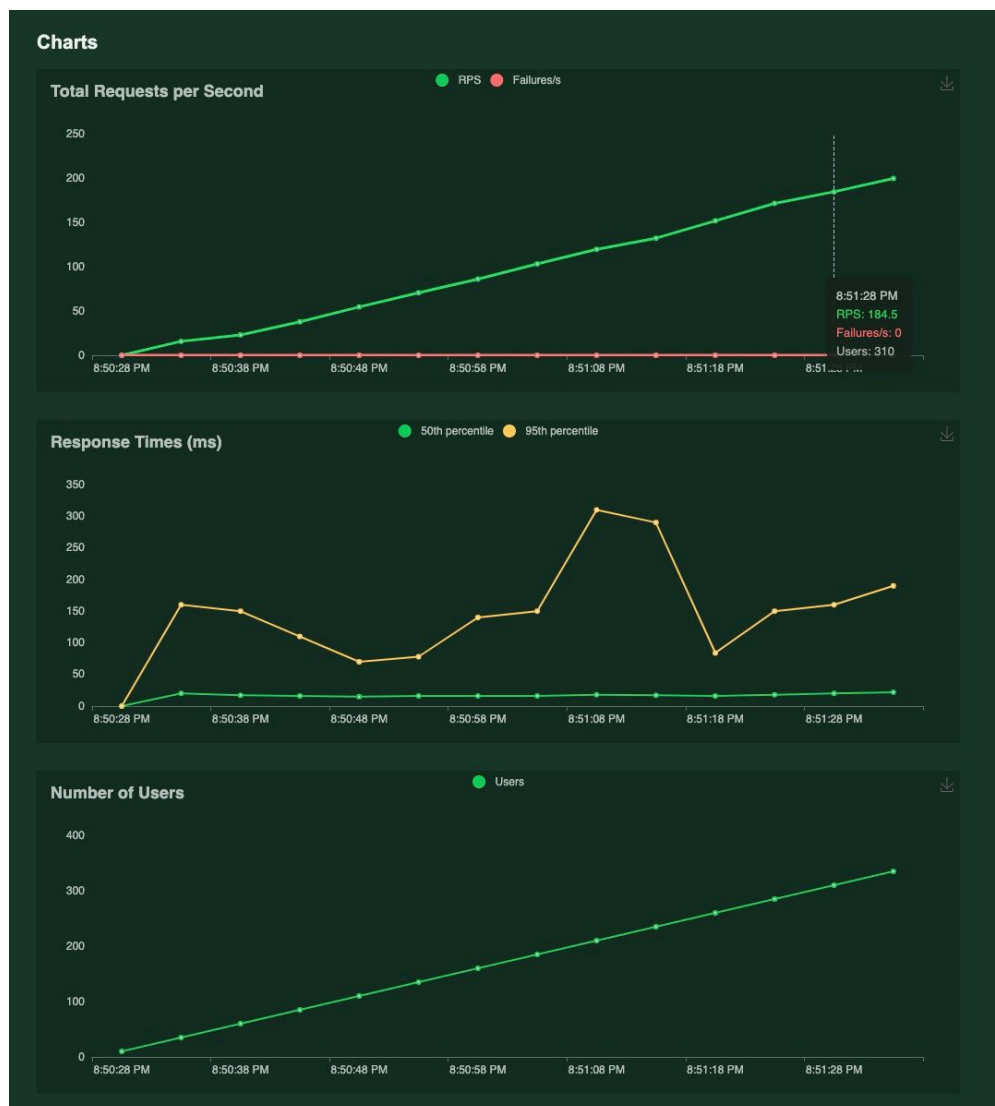 Charts
Total Requests per Second
RPS Failures/s
250
200
150
100
50
0
8:50:28 PM 8:50:38 PM 8:50:48 PM 8:50:58 PM 8:51:08 PM 8:51:18 PM
8:51:28 PM
RPS: 184.5
Failures/s: 0
Users: 310
Response Times (ms)
50th percentile 95th percentile
350
300
250
200
150
100
50
0
8:50:28 PM 8:50:38 PM 8:50:48 PM 8:50:58 PM 8:51:08 PM 8:51:18 PM 8:51:28 PM
Number of Users
Users
400
300
200
100
0
8:50:28 PM 8:50:38 PM 8:50:48 PM 8:50:58 PM 8:51:08 PM 8:51:18 PM 8:51:28 PM